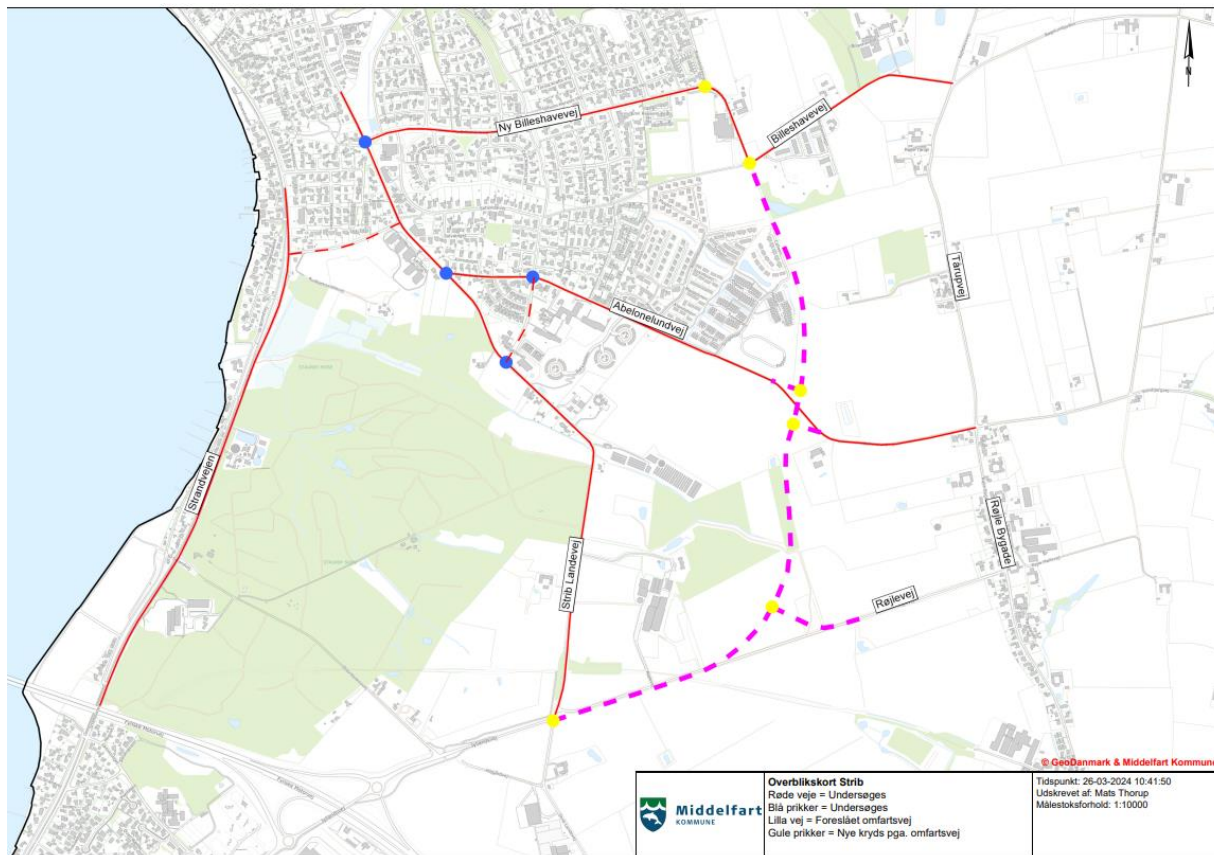 N
Ny Billeshavevej
Billeshavevej
Tårupvej
Abelonelundvej
Strandvejen
Røjle Bygade
Strib Landevej
Røjlevej
© GeoDanmark & Middelfart Kommune
Middelfart
KOMMUNE
Overblikskort Strib
Røde veje = Undersøges
Blå prikker = Undersøges
Lilla vej = Foreslået omfartsvej
Gule prikker = Nye kryds pga. omfartsvej
Tidspunkt: 26-03-2024 10:41:50
Udskrevet af: Mats Thorup
Målestoksforhold: 1:10000